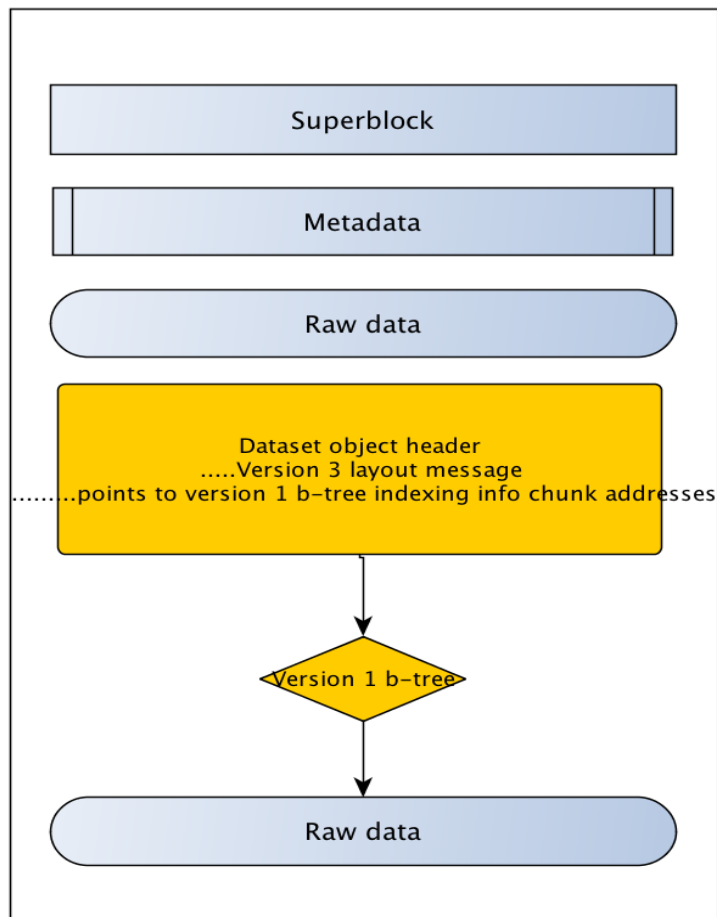 Superblock
Metadata
Raw data
Dataset object header
.....Version 3 layout message
.........points to version 1 b-tree indexing info chunk addresses
Version 1 b-tree
Raw data